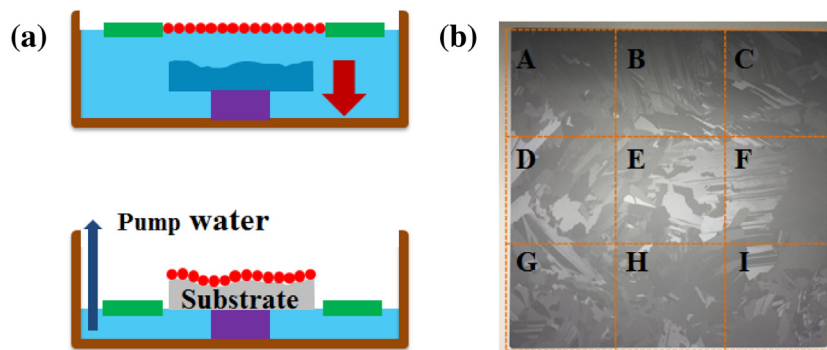 (a)
Pump water
Substrate
(b)
A B C
D E F
G H I